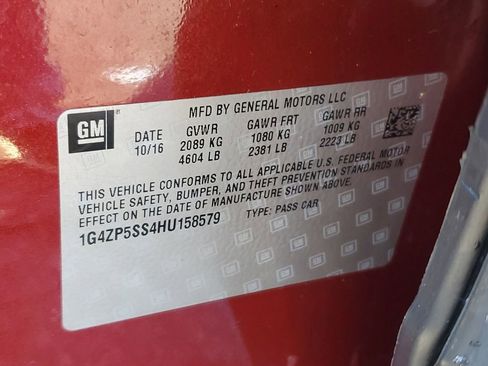 GM
MFD BY GENERAL MOTORS LLC
DATE GVWR GAWR FRT GAWR RR
10/16 2089 KG 1080 KG 1009 KG
4604 LB 2381 LB 2223 LB
THIS VEHICLE CONFORMS TO ALL APPLICABLE U.S. FEDERAL MOTOR
VEHICLE SAFETY, BUMPER, AND THEFT PREVENTION STANDARDS IN
EFFECT ON THE DATE OF MANUFACTURE SHOWN ABOVE.
1G4ZP5SS4HU158579 TYPE: PASS CAR